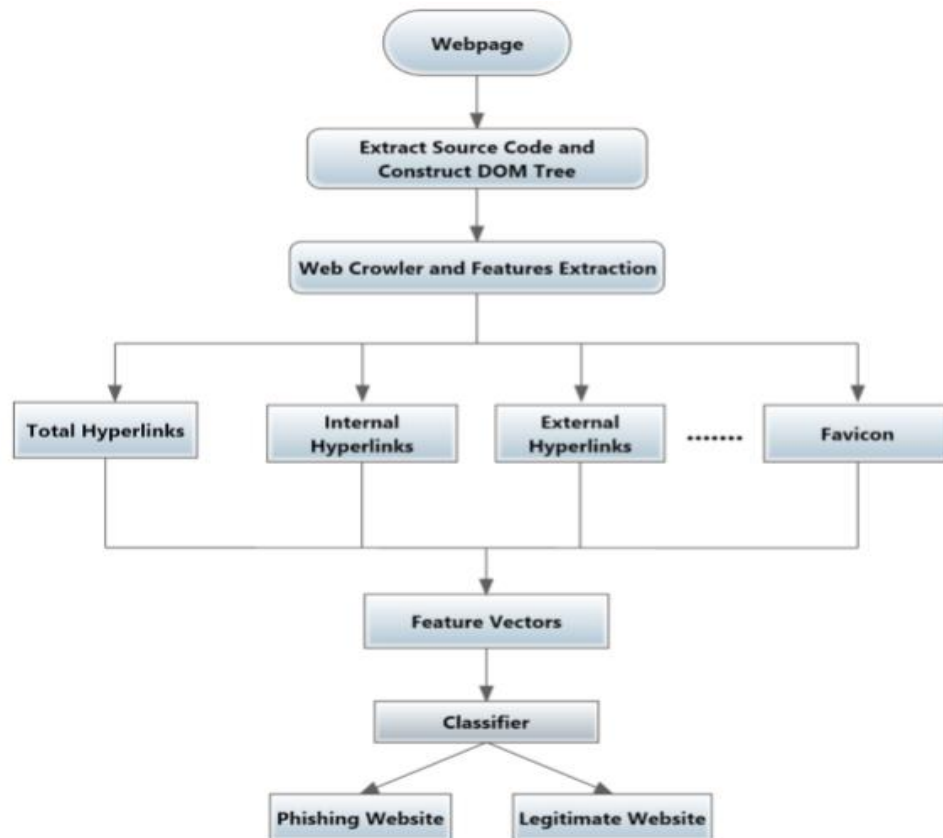 Webpage
Extract Source Code and
Construct DOM Tree
Web Crowler and Features Extraction
Total Hyperlinks
Internal
Hyperlinks
External
Hyperlinks
.......
Favicon
Feature Vectors
Classifier
Phishing Website
Legitimate Website